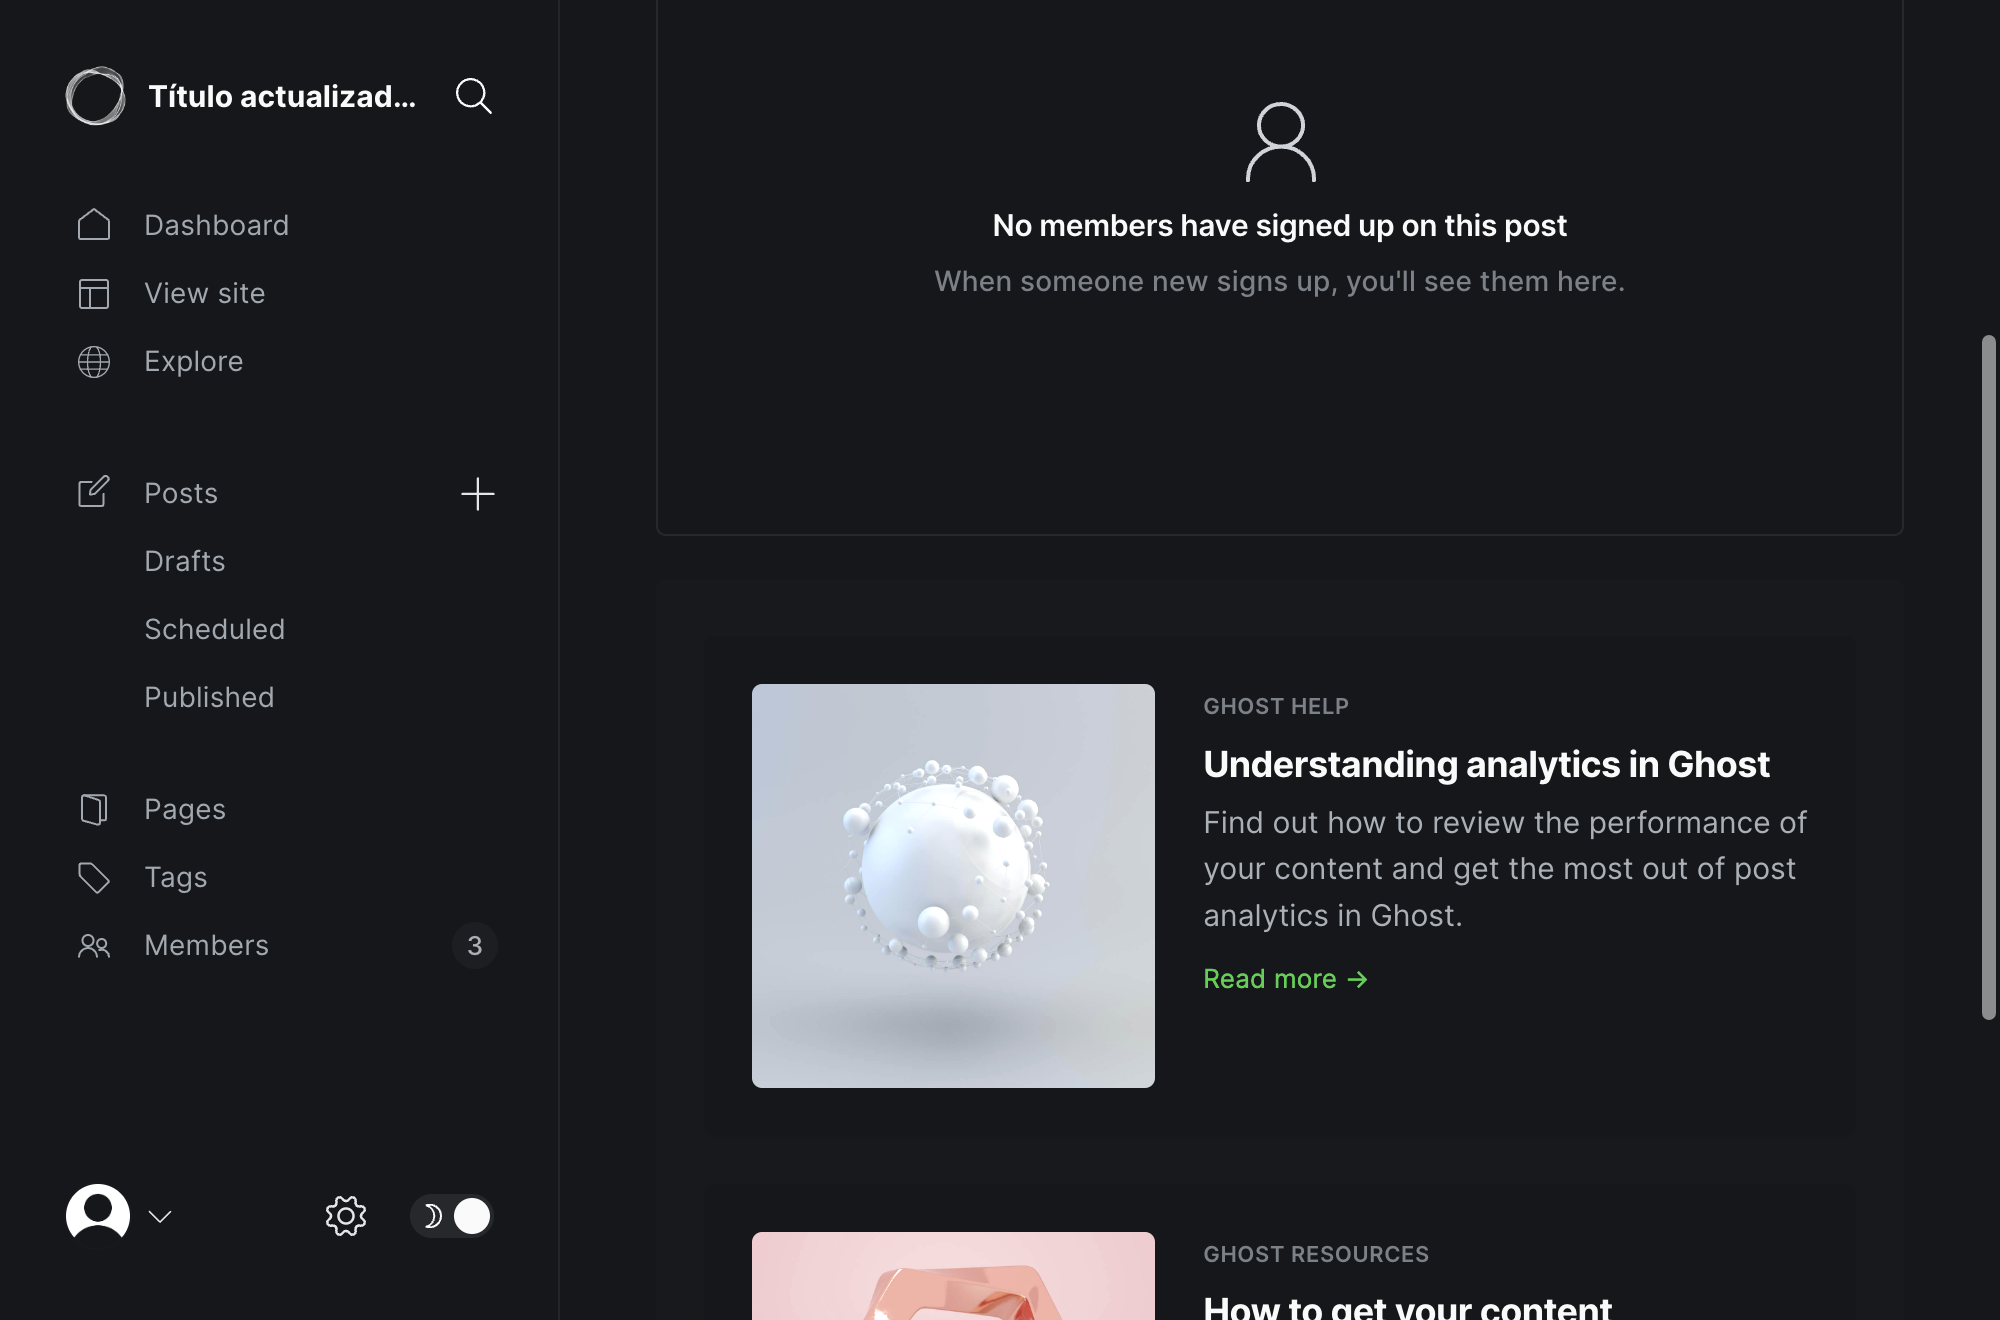 Título actualizad...
Dashboard
View site
Explore
Posts
Drafts
Scheduled
Published
Pages
Tags
Members
3
No members have signed up on this post
When someone new signs up, you'll see them here.
GHOST HELP
Understanding analytics in Ghost
Find out how to review the performance of
your content and get the most out of post
analytics in Ghost.
Read more →
GHOST RESOURCES
How to get your content